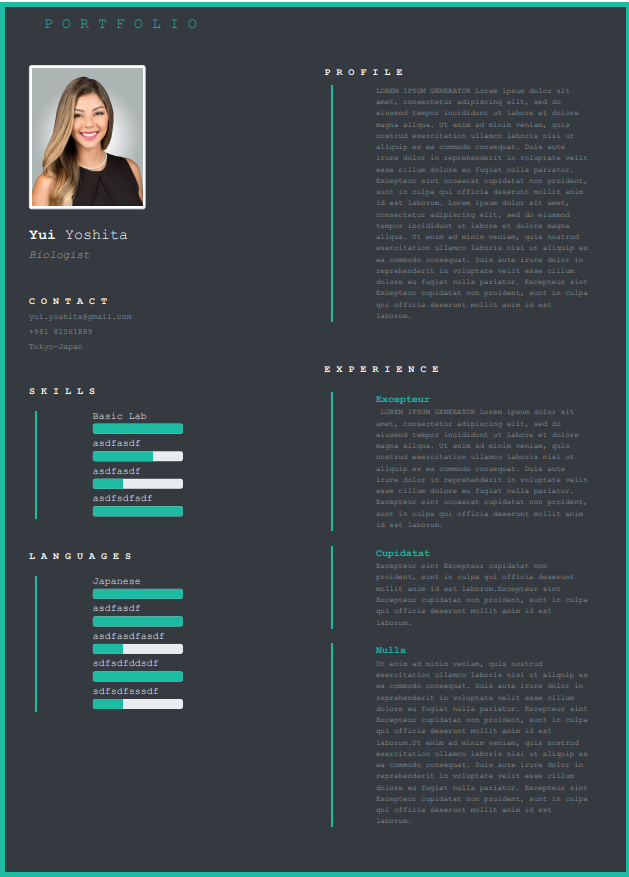 PORTFOLIO
Yui Yoshita
Biologist
CONTACT
yui.yoshita@gmail.com
+961 81061889
Tokyo-Japan
SKILLS
Basic Lab
asdfasdf
asdfasdf
asdfsdfsdf
LANGUAGES
Japanese
asdfasdf
asdfasdfasdf
sdfsdfddsdf
sdfsdfsssdf
PROFILE
LOREM IPSUM GENERATOR Lorem ipsum dolor sit
amet, consectetur adipiscing elit, sed do
eiusmod tempor incididunt ut labore et dolore
magna aliqua. Ut enim ad minim veniam, quis
nostrud exercitation ullamco laboris nisi ut
aliquip ex ea commodo consequat. Duis aute
irure dolor in reprehenderit in voluptate velit
esse cillum dolore eu fugiat nulla pariatur.
Excepteur sint occaecat cupidatat non proident,
sunt in culpa qui officia deserunt mollit anim
id est laborum. Lorem ipsum dolor sit amet,
consectetur adipiscing elit, sed do eiusmod
tempor incididunt ut labore et dolore magna
aliqua. Ut enim ad minim veniam, quis nostrud
exercitation ullamco laboris nisi ut aliquip ex
ea commodo consequat. Duis aute irure dolor in
reprehenderit in voluptate velit esse cillum
dolore eu fugiat nulla pariatur. Excepteur sint
Excepteur cupidatat non proident, sunt in culpa
qui officia deserunt mollit anim id est
laborum.
EXPERIENCE
Excepteur
LOREM IPSUM GENERATOR Lorem ipsum dolor sit
amet, consectetur adipiscing elit, sed do
eiusmod tempor incididunt ut labore et dolore
magna aliqua. Ut enim ad minim veniam, quis
nostrud exercitation ullamco laboris nisi ut
aliquip ex ea commodo consequat. Duis aute
irure dolor in reprehenderit in voluptate velit
esse cillum dolore eu fugiat nulla pariatur.
Excepteur sint occaecat cupidatat non proident,
sunt in culpa qui officia deserunt mollit anim
id est laborum.
Cupidatat
Excepteur sint Excepteur cupidatat non
proident, sunt in culpa qui officia deserunt
mollit anim id est laborum.Excepteur sint
Excepteur cupidatat non proident, sunt in culpa
qui officia deserunt mollit anim id est
laborum.
Nulla
Ut enim ad minim veniam, quis nostrud
exercitation ullamco laboris nisi ut aliquip ex
ea commodo consequat. Duis aute irure dolor in
reprehenderit in voluptate velit esse cillum
dolore eu fugiat nulla pariatur. Excepteur sint
Excepteur cupidatat non proident, sunt in culpa
qui officia deserunt mollit anim id est
laborum.Ut enim ad minim veniam, quis nostrud
exercitation ullamco laboris nisi ut aliquip ex
ea commodo consequat. Duis aute irure dolor in
reprehenderit in voluptate velit esse cillum
dolore eu fugiat nulla pariatur. Excepteur sint
Excepteur cupidatat non proident, sunt in culpa
qui officia deserunt mollit anim id est
laborum.